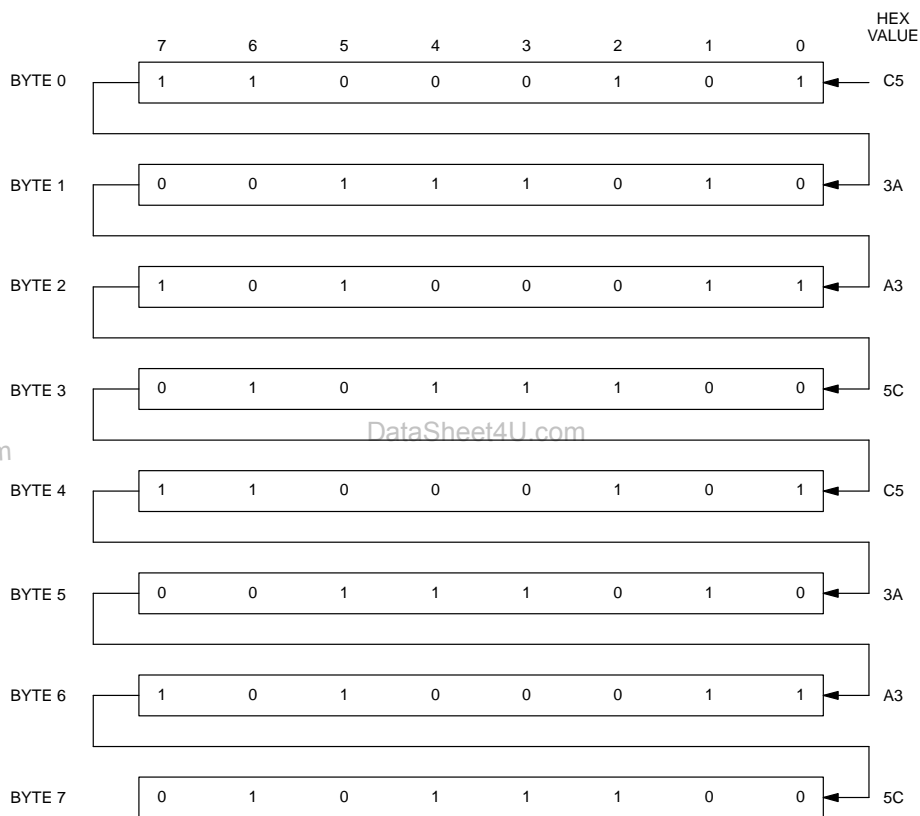 HEX
VALUE
7 6 5 4 3 2 1 0
BYTE 0 1 1 0 0 0 1 0 1 C5
BYTE 1 0 0 1 1 1 0 1 0 3A
BYTE 2 1 0 1 0 0 0 1 1 A3
BYTE 3 0 1 0 1 1 1 0 0 5C
DataSheet4U.com
m
BYTE 4 1 1 0 0 0 1 0 1 C5
BYTE 5 0 0 1 1 1 0 1 0 3A
BYTE 6 1 0 1 0 0 0 1 1 A3
BYTE 7 0 1 0 1 1 1 0 0 5C